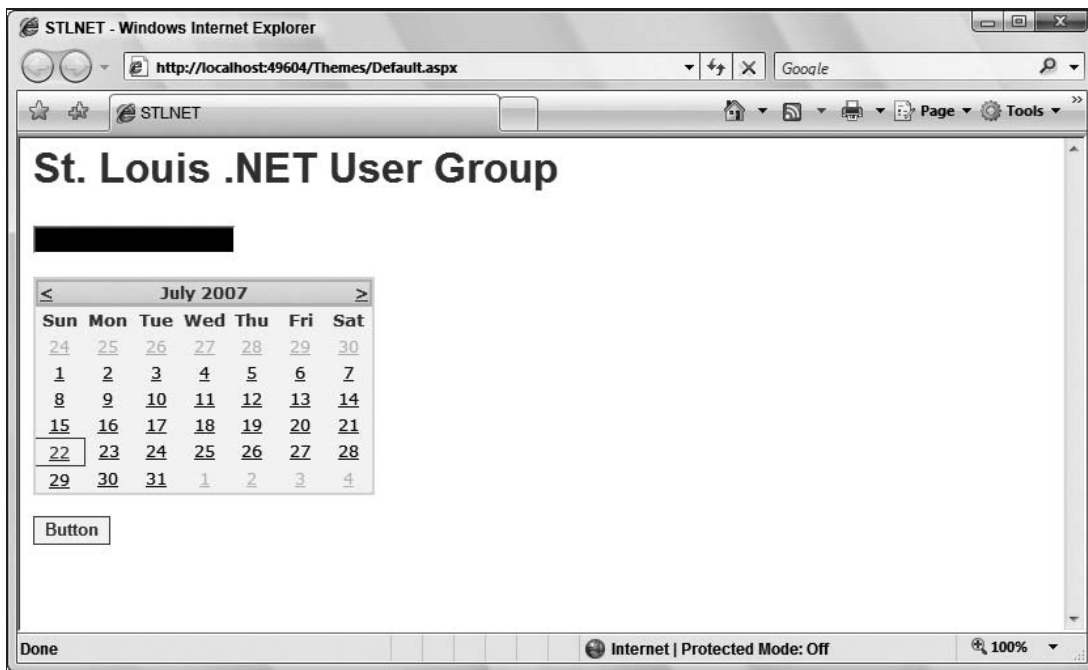 STLNET - Windows Internet Explorer
http://localhost:49604/Themes/Default.aspx
Google
STLNET
Page
Tools
St. Louis .NET User Group
< July 2007 >
Sun Mon Tue Wed Thu Fri Sat
24 25 26 27 28 29 30
1 2 3 4 5 6 7
8 9 10 11 12 13 14
15 16 17 18 19 20 21
22 23 24 25 26 27 28
29 30 31 1 2 3 4
Button
Done
Internet | Protected Mode: Off
100%